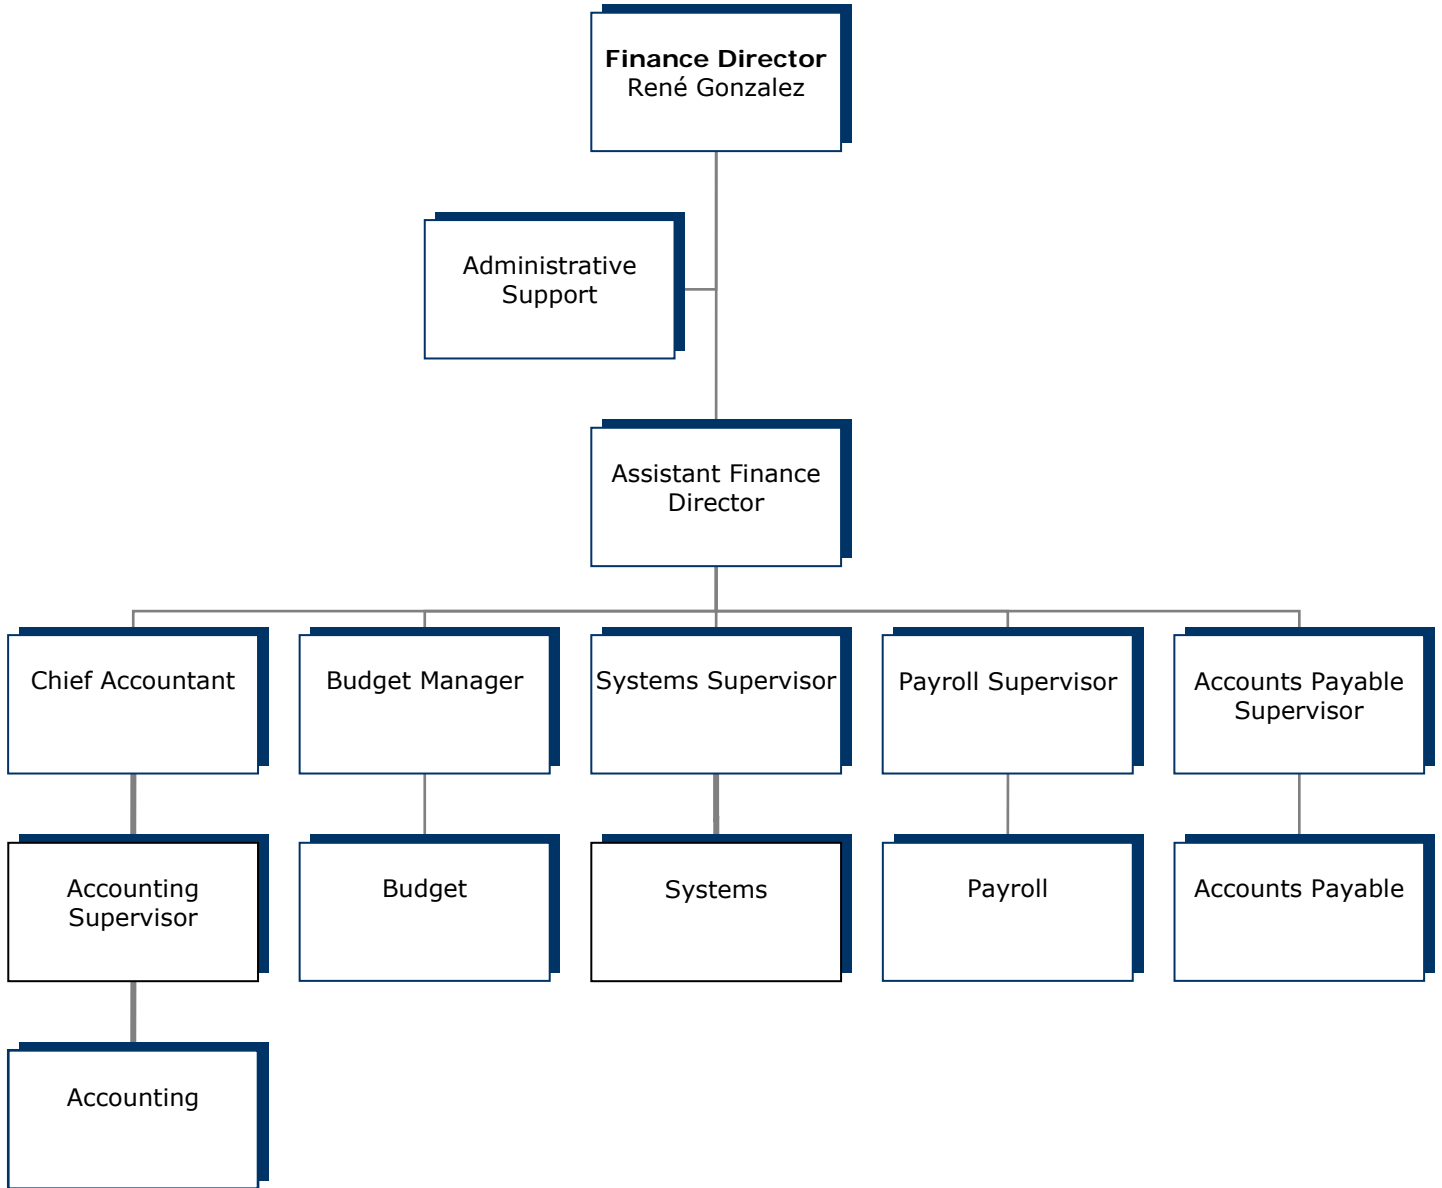 Finance Director
René Gonzalez
Administrative
Support
Assistant Finance
Director
Chief Accountant
Budget Manager
Systems Supervisor
Payroll Supervisor
Accounts Payable
Supervisor
Accounting
Supervisor
Budget
Systems
Payroll
Accounts Payable
Accounting